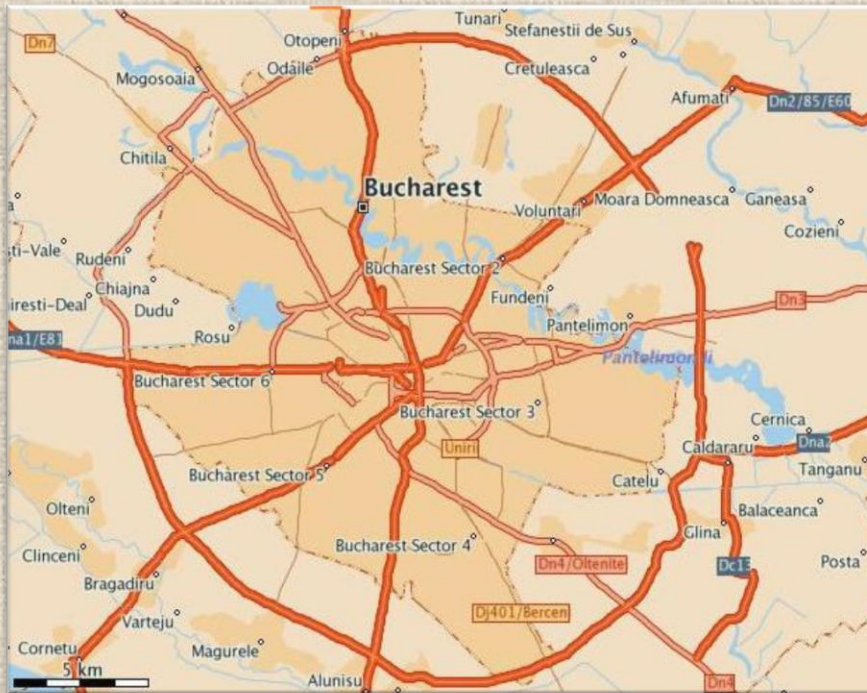 Tunari
Stefanestii de Sus
Otopeni
Dn7
Odăile
Cretuleasca
Mogosoaia
Afumati
Dn2/85/E60
Chitila
Bucharest
Moara Domneasca
Ganeasa
Voluntari
Cozieni
Rudeni
Bucharest Sector 2
Chiajna
Fundeni
iresti-Deal
Dudu
Dn3
Pantelimon
Rosu
Bucharest Sector 6
Bucharest Sector 3
Cernica
Uniri
Caldararu
Dna2
Bucharest Sector 5
Catelu
Tanganu
Olteni
Balaceanca
Glina
Bucharest Sector 4
Clinceni
Dn4/Oltenite
Posta
Bragadiru
Dj401/Bercen
Varteju
Cornetu
Magurele
5 km
Alunisu
Dn4